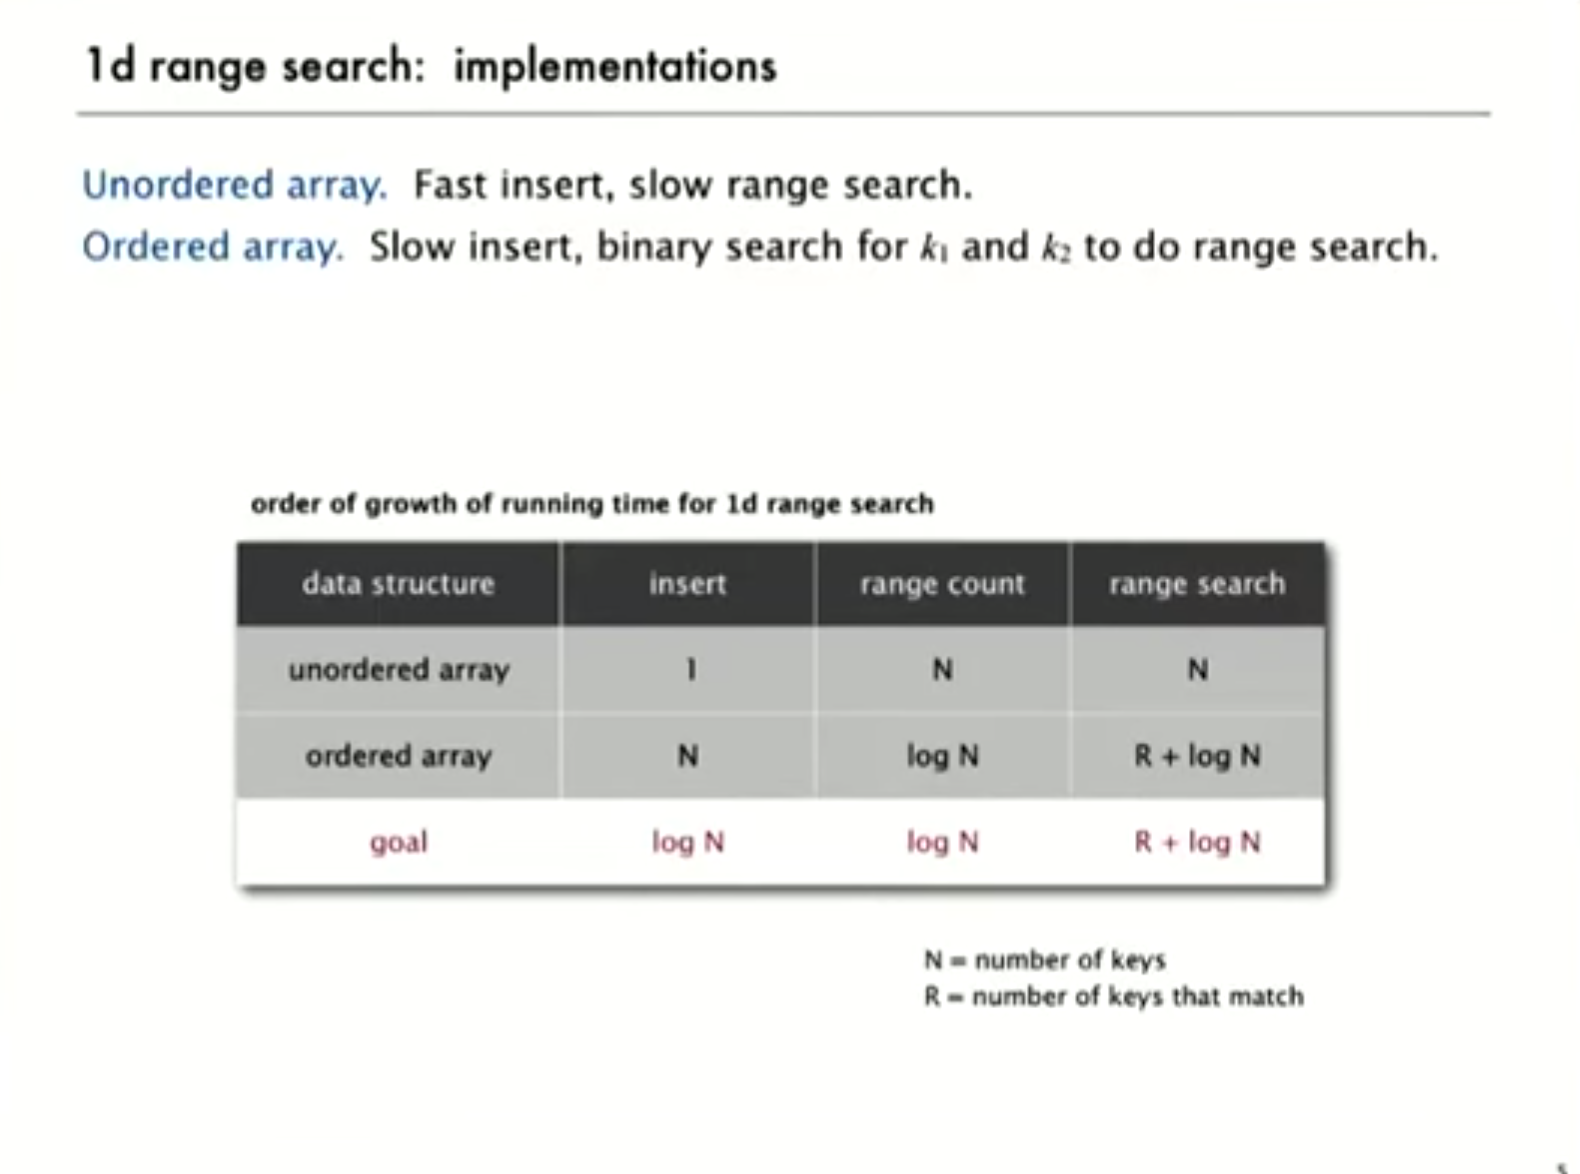 1d range search: implementations
Unordered array. Fast insert, slow range search.
Ordered array. Slow insert, binary search for k₁ and k₂ to do range search.
order of growth of running time for 1d range search
data structure insert range count range search
unordered array 1 N N
ordered array N log N R + log N
goal log N log N R + log N
N = number of keys
R = number of keys that match